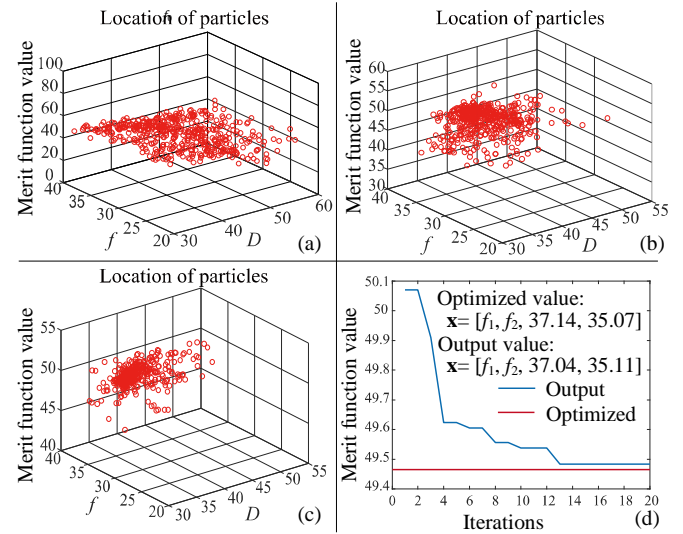 Location of particles
Merit function value
100
80
60
40
20
0
40
35
30
25
20
30
40
50
60
f
D
(a)
Location of particles
Merit function value
60
55
50
45
40
35
30
40
35
30
25
20
30
35
40
45
50
55
f
D
(b)
Location of particles
Merit function value
55
50
45
40
40
35
30
25
20
30
35
40
45
50
55
f
D
(c)
Merit function value
50.1
50
49.9
49.8
49.7
49.6
49.5
49.4
0 2 4 6 8 10 12 14 16 18 20
Iterations
Optimized value:
x= [f1, f2, 37.14, 35.07]
Output value:
x= [f1, f2, 37.04, 35.11]
Output
Optimized
(d)